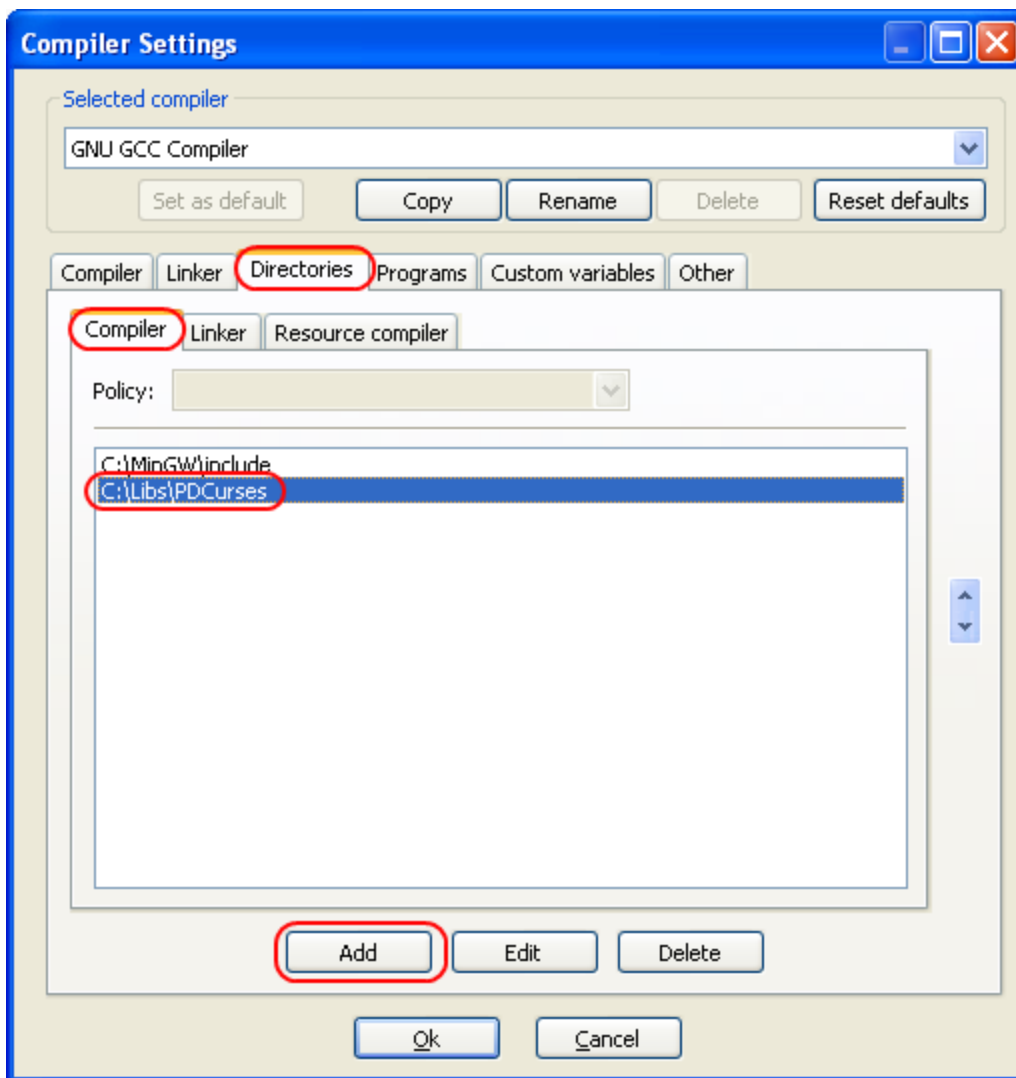 Compiler Settings
Selected compiler
GNU GCC Compiler
Set as default Copy Rename Delete Reset defaults
Compiler Linker Directories Programs Custom variables Other
Compiler Linker Resource compiler
Policy:
C:\MinGW\include
C:\Libs\PDCurses
Add Edit Delete
Ok Cancel